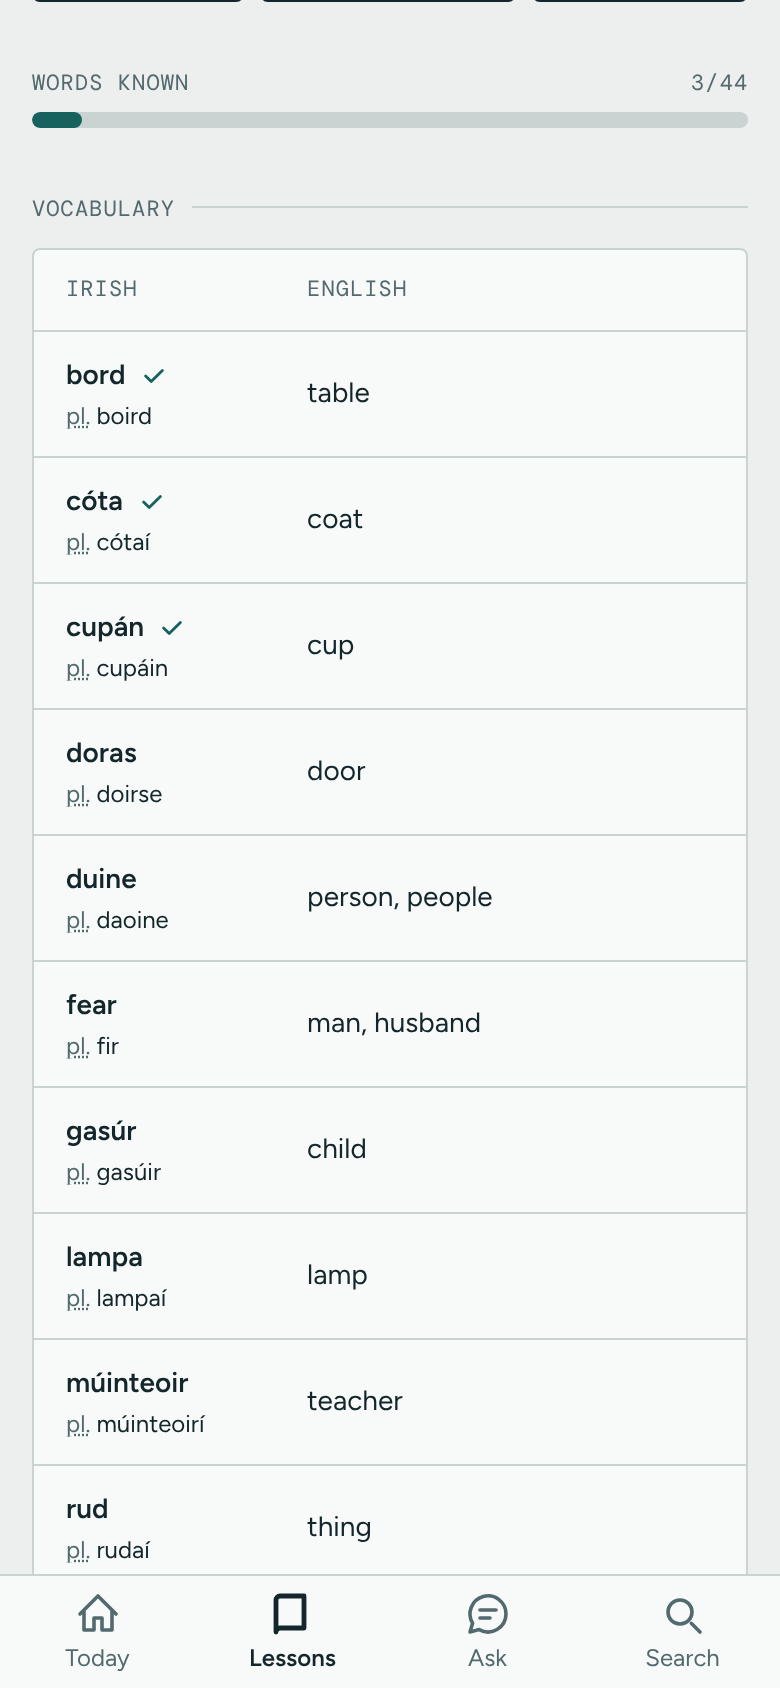 WORDS KNOWN 3/44
VOCABULARY
IRISH ENGLISH
bord
pl. boird
table
cóta
pl. cótaí
coat
cupán
pl. cupáin
cup
doras
pl. doirse
door
duine
pl. daoine
person, people
fear
pl. fir
man, husband
gasúr
pl. gasúir
child
lampa
pl. lampaí
lamp
múinteoir
pl. múinteoirí
teacher
rud
pl. rudaí
thing
Today Lessons Ask Search